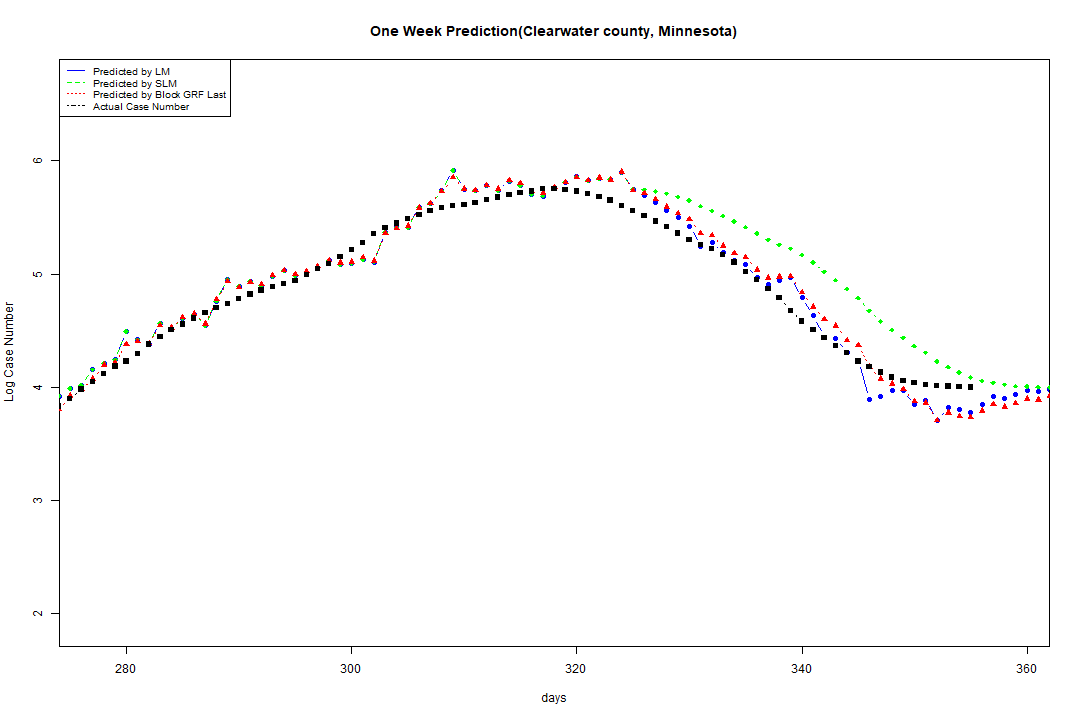 One Week Prediction(Clearwater county, Minnesota)
Predicted by LM
Predicted by SLM
Predicted by Block GRF Last
Actual Case Number
6
5
4
3
2
Log Case Number
280 300 320 340 360
days